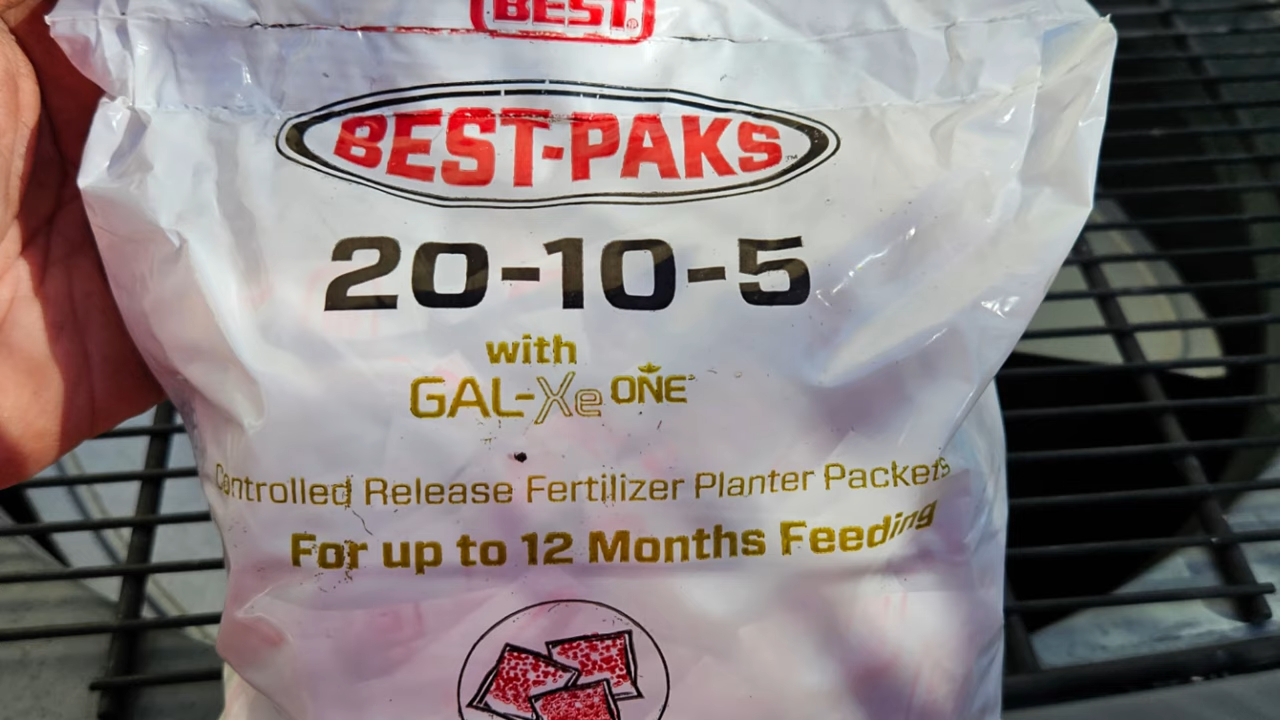 BEST®
BEST-PAKS™
20-10-5
with
GAL-Xe ONE
Controlled Release Fertilizer Planter Packets
For up to 12 Months Feeding